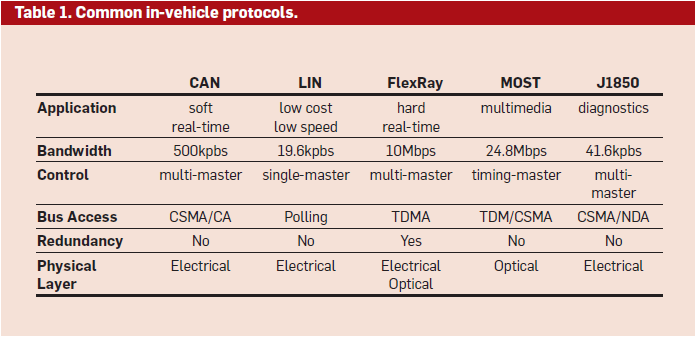 Table 1. Common in-vehicle protocols.
CAN LIN FlexRay MOST J1850
Application soft low cost hard multimedia diagnostics
real-time low speed real-time
Bandwidth 500kpbs 19.6kpbs 10Mbps 24.8Mbps 41.6kpbs
Control multi-master single-master multi-master timing-master multi-
master
Bus Access CSMA/CA Polling TDMA TDM/CSMA CSMA/NDA
Redundancy No No Yes No No
Physical Electrical Electrical Electrical Optical Electrical
Layer Optical